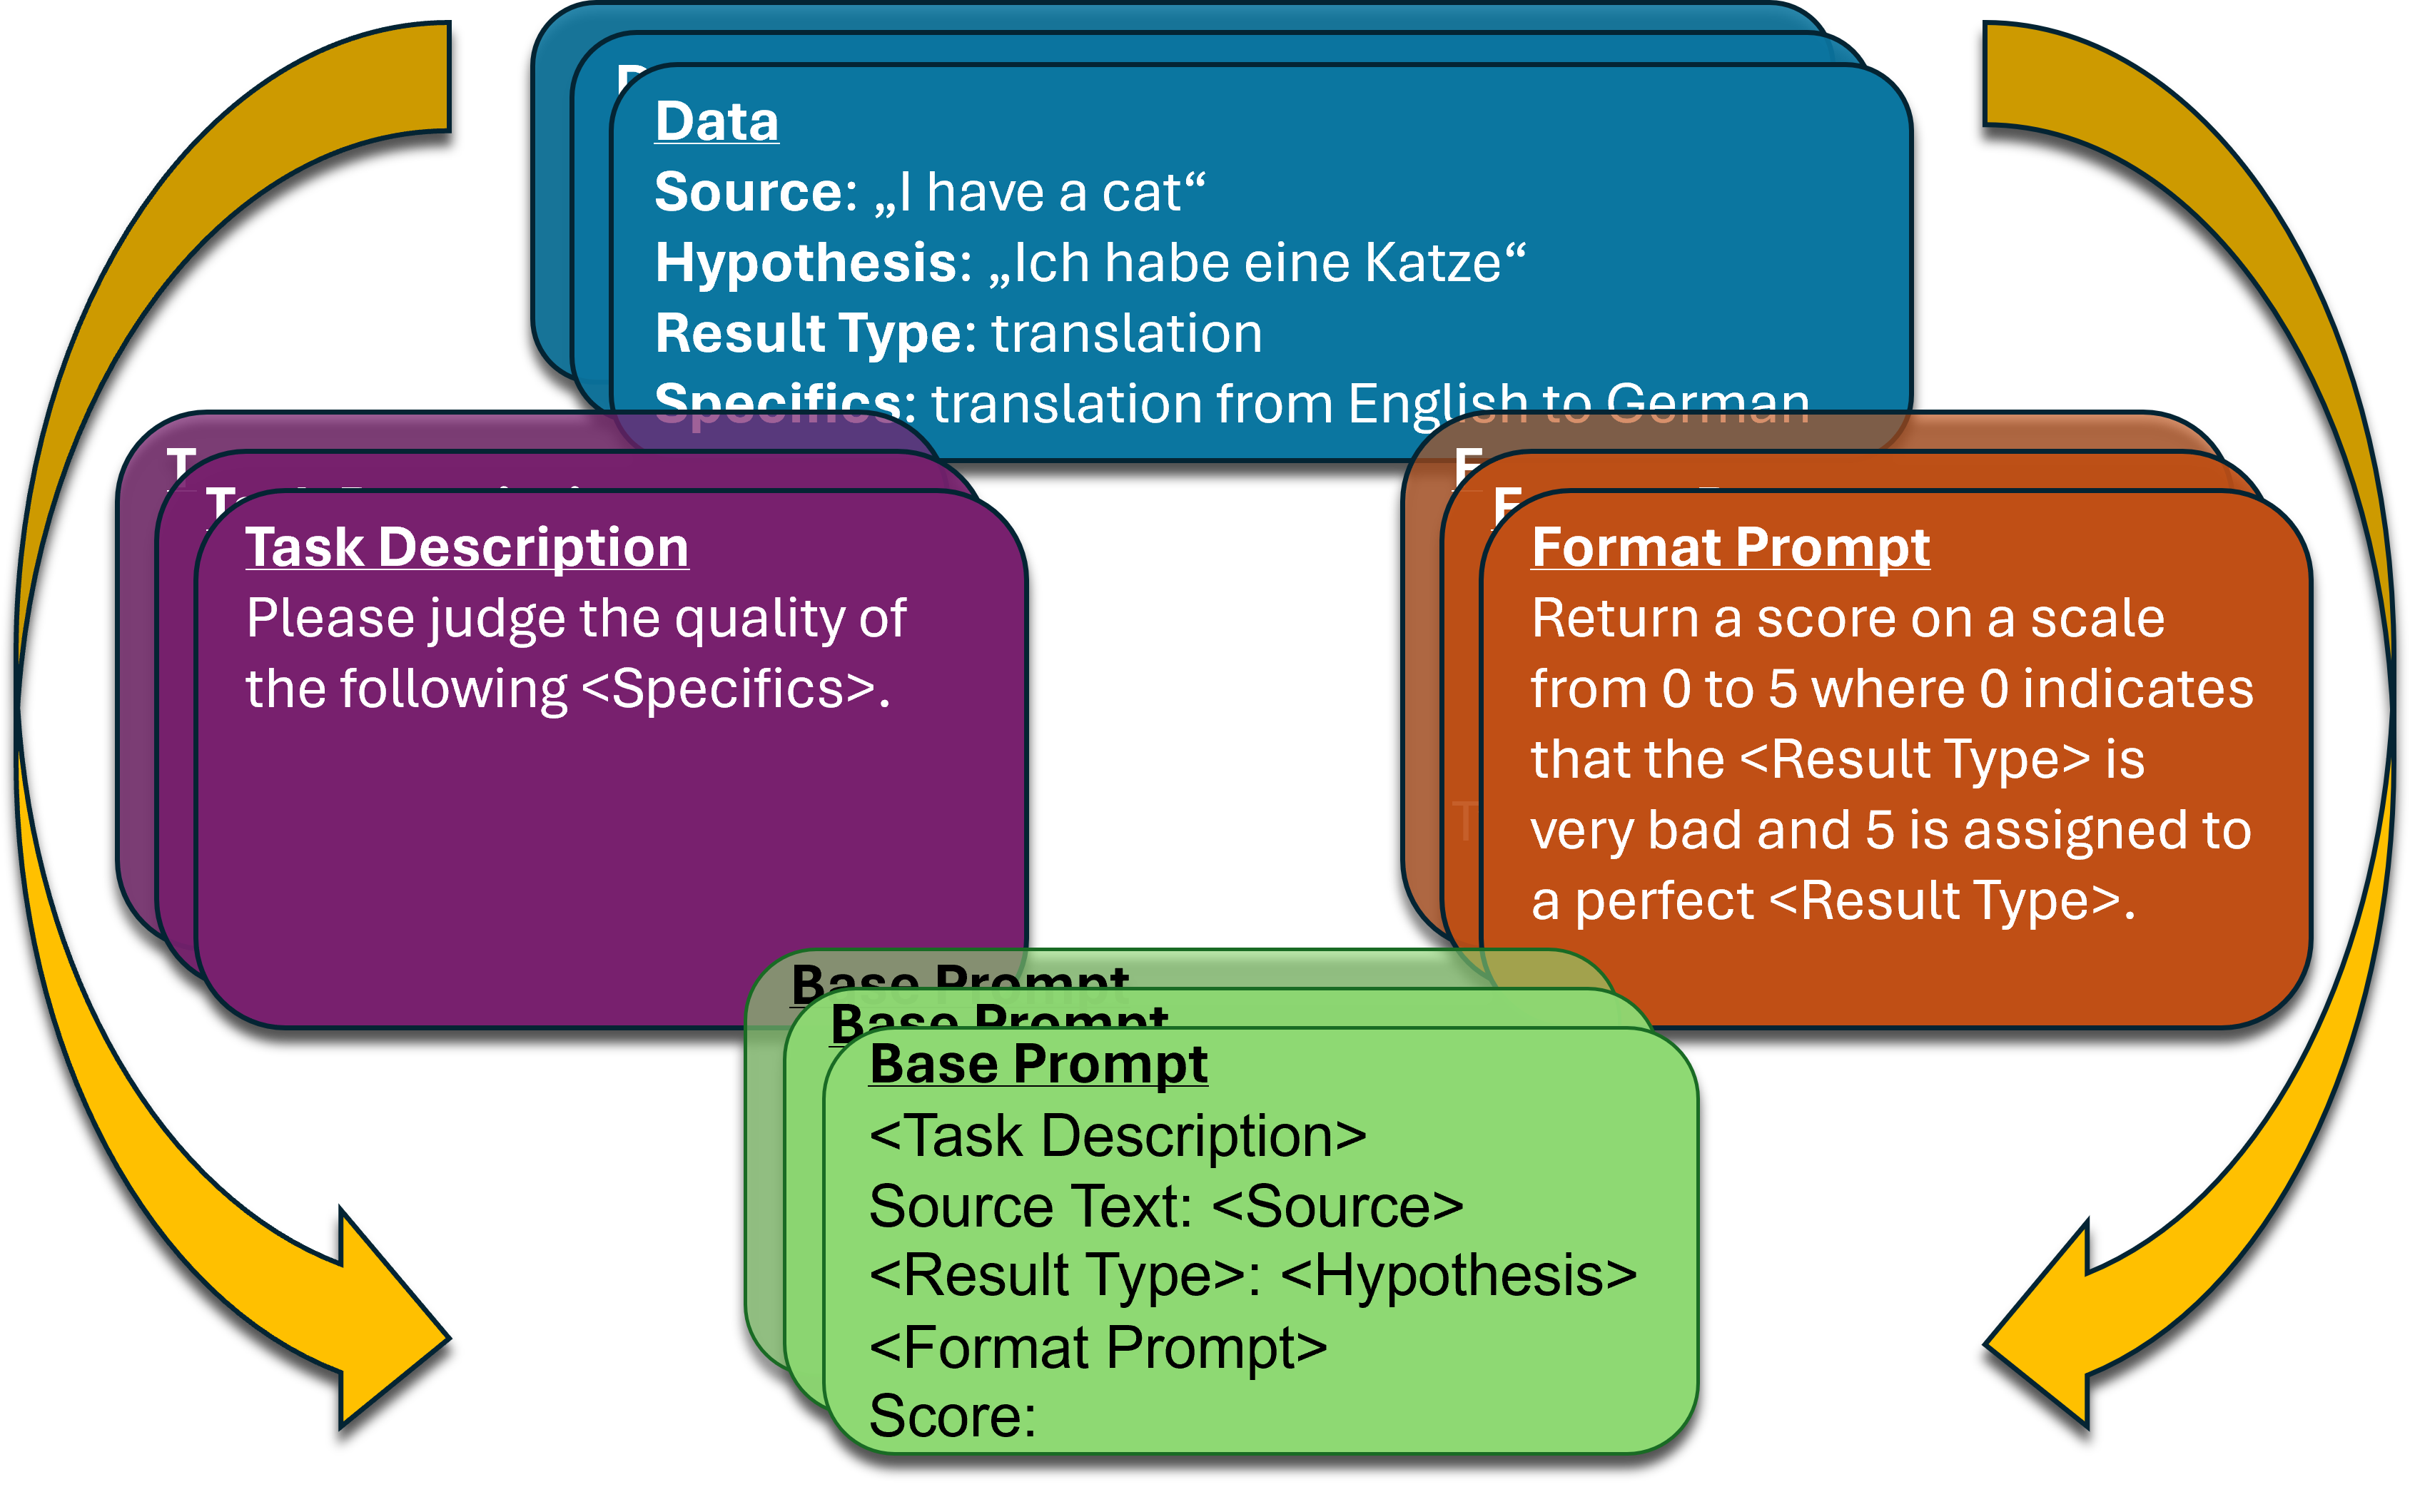 Data
Source: „I have a cat“
Hypothesis: „Ich habe eine Katze“
Result Type: translation
Specifics: translation from English to German
Task Description
Please judge the quality of
the following <Specifics>.
Format Prompt
Return a score on a scale
from 0 to 5 where 0 indicates
that the <Result Type> is
very bad and 5 is assigned to
a perfect <Result Type>.
Base Prompt
Base Prompt
Base Prompt
<Task Description>
Source Text: <Source>
<Result Type>: <Hypothesis>
<Format Prompt>
Score: